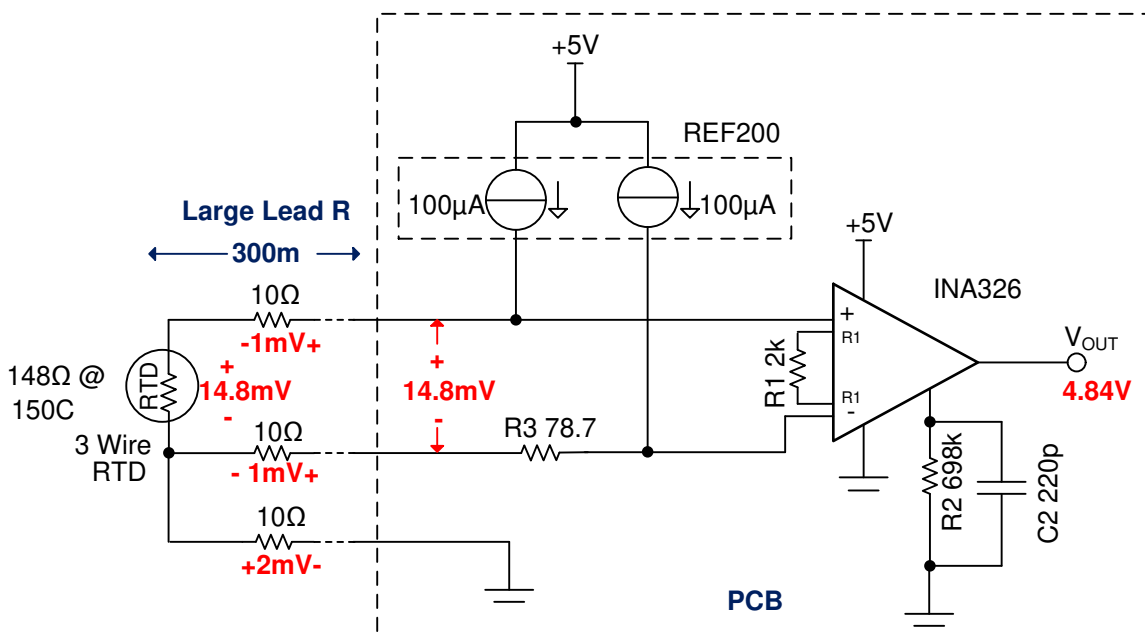 +5V
REF200
100µA
100µA
Large Lead R
300m
+5V
INA326
10Ω
-1mV+
+
R1
R1 2k
R1
-
VOUT
4.84V
148Ω @
150C
RTD
+
14.8mV
-
+
14.8mV
-
3 Wire
RTD
10Ω
- 1mV+
R3 78.7
10Ω
+2mV-
R2 698k
C2 220p
PCB